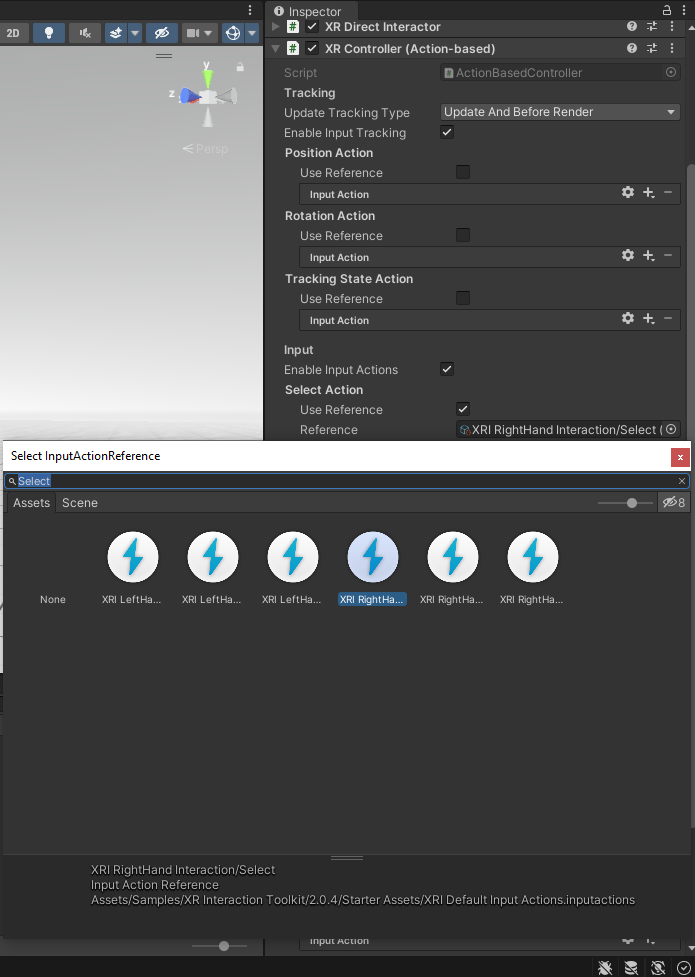 Inspector
2D
XR Direct Interactor
XR Controller (Action-based)
Script
ActionBasedController
Tracking
Update Tracking Type
Update And Before Render
Enable Input Tracking
Position Action
Use Reference
Input Action
Rotation Action
Use Reference
Input Action
Tracking State Action
Use Reference
Input Action
Input
Enable Input Actions
Select Action
Use Reference
Reference
XRI RightHand Interaction/Select (
y
z
Persp
Select InputActionReference
x
Select
Assets
Scene
8
None
XRI LeftHa...
XRI LeftHa...
XRI LeftHa...
XRI RightHa...
XRI RightHa...
XRI RightHa...
XRI RightHand Interaction/Select
Input Action Reference
Assets/Samples/XR Interaction Toolkit/2.0.4/Starter Assets/XRI Default Input Actions.inputactions
Input Action